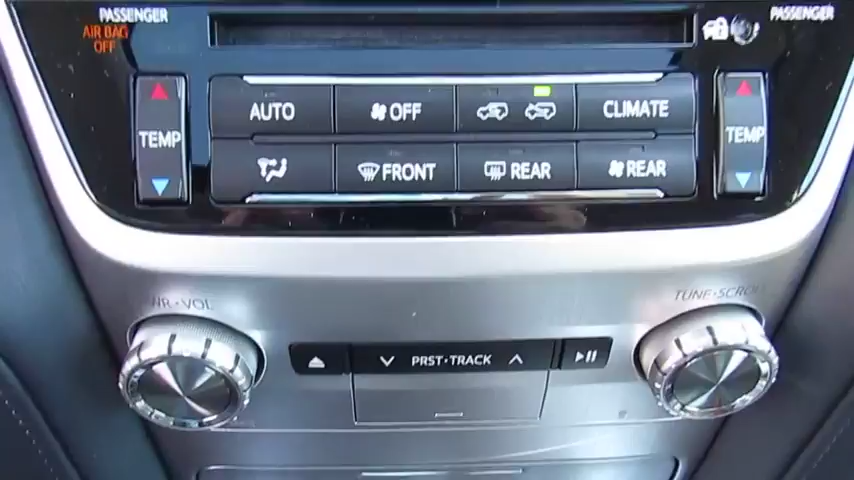 PASSENGER
AIR BAG
OFF
PASSENGER
TEMP
AUTO
OFF
CLIMATE
TEMP
FRONT
REAR
REAR
PWR•VOL
TUNE•SCROLL
PRST•TRACK